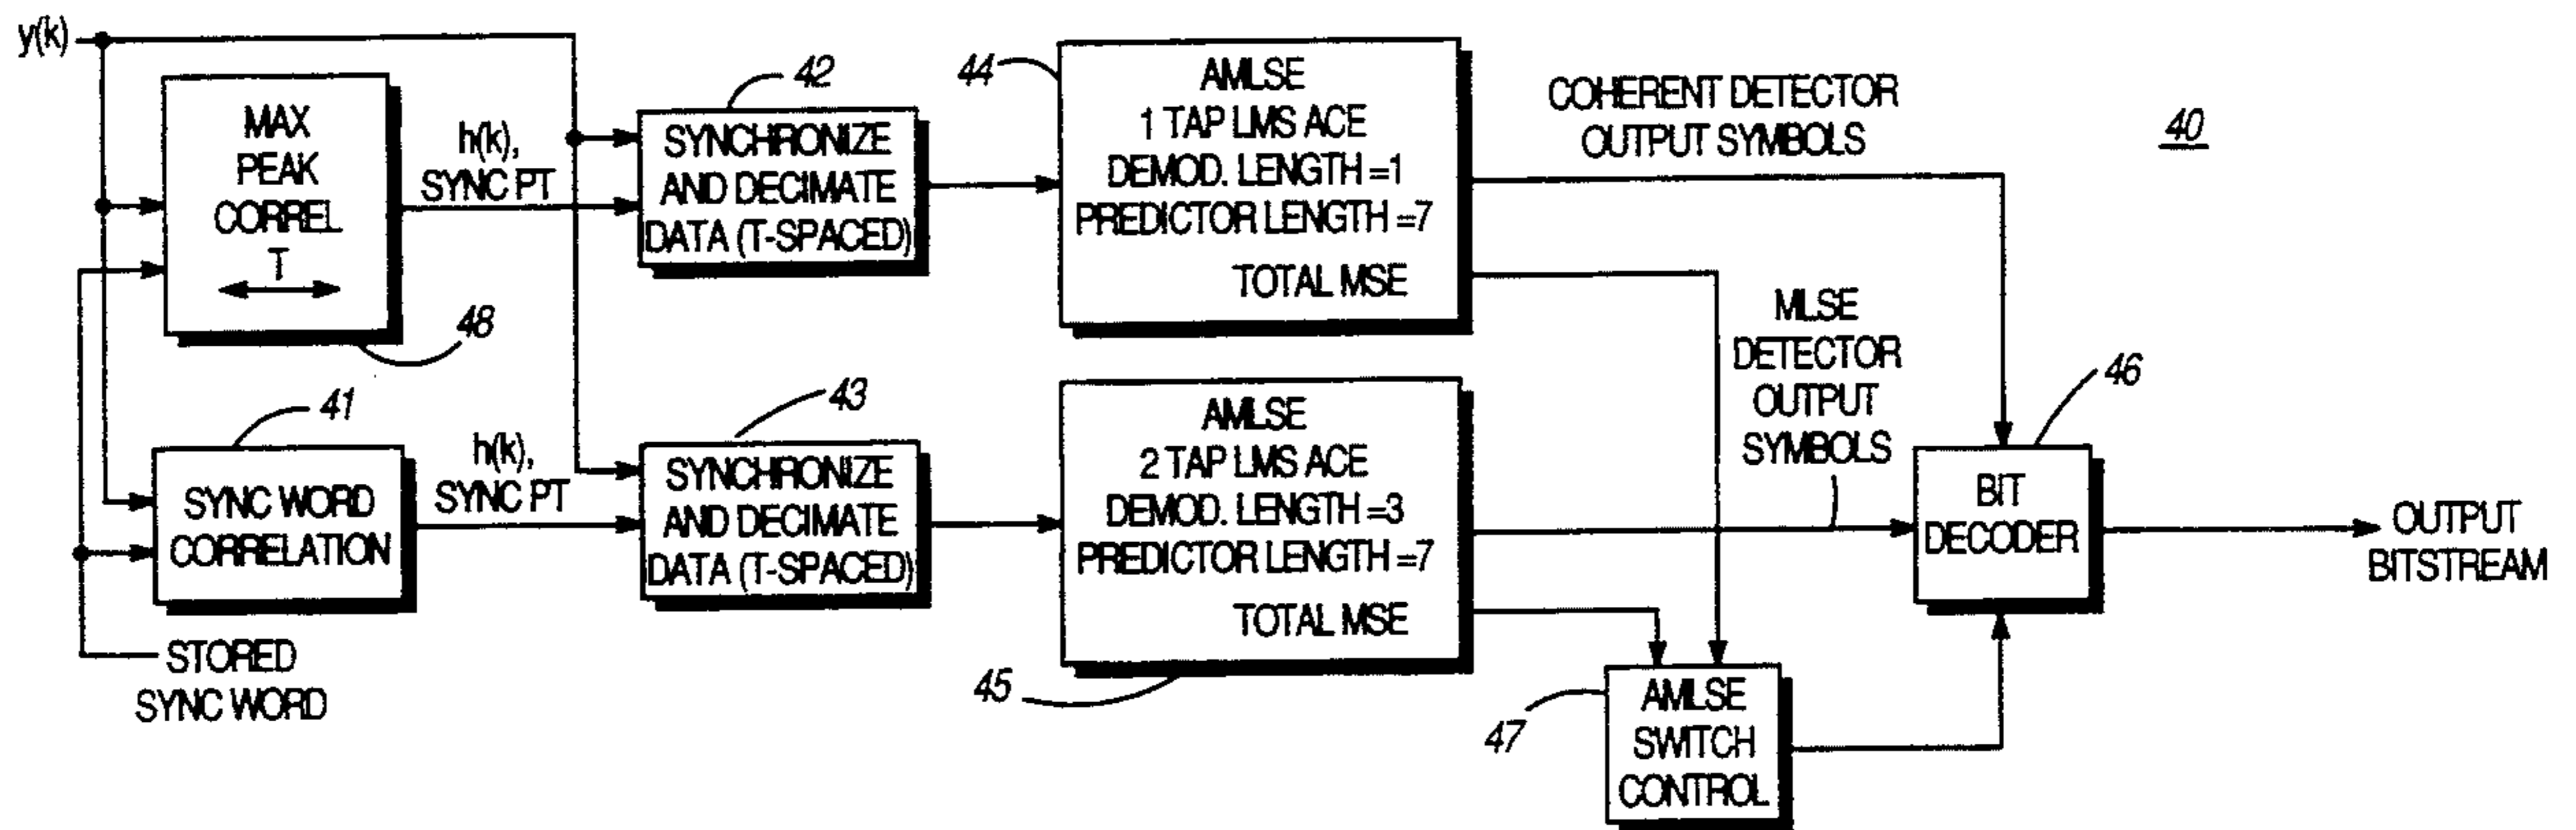 y(k)
MAX
PEAK
CORREL
T
48
h(k),
SYNC PT
42
SYNCHRONIZE
AND DECIMATE
DATA (T-SPACED)
44
AMLSE
1 TAP LMS ACE
DEMOD. LENGTH =1
PREDICTOR LENGTH =7
TOTAL MSE
COHERENT DETECTOR
OUTPUT SYMBOLS
40
41
SYNC WORD
CORRELATION
STORED
SYNC WORD
h(k),
SYNC PT
43
SYNCHRONIZE
AND DECIMATE
DATA (T-SPACED)
45
AMLSE
2 TAP LMS ACE
DEMOD. LENGTH =3
PREDICTOR LENGTH =7
TOTAL MSE
MLSE
DETECTOR
OUTPUT
SYMBOLS
46
BIT
DECODER
OUTPUT
BITSTREAM
47
AMLSE
SWITCH
CONTROL